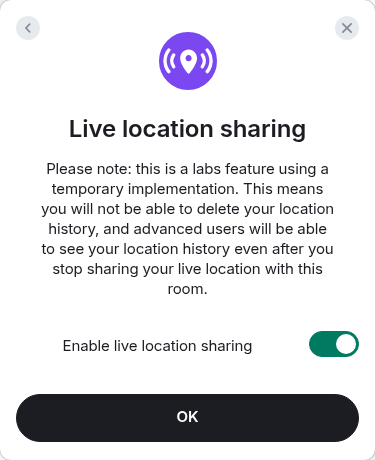 Live location sharing
Please note: this is a labs feature using a
temporary implementation. This means
you will not be able to delete your location
history, and advanced users will be able
to see your location history even after you
stop sharing your live location with this
room.
Enable live location sharing
OK